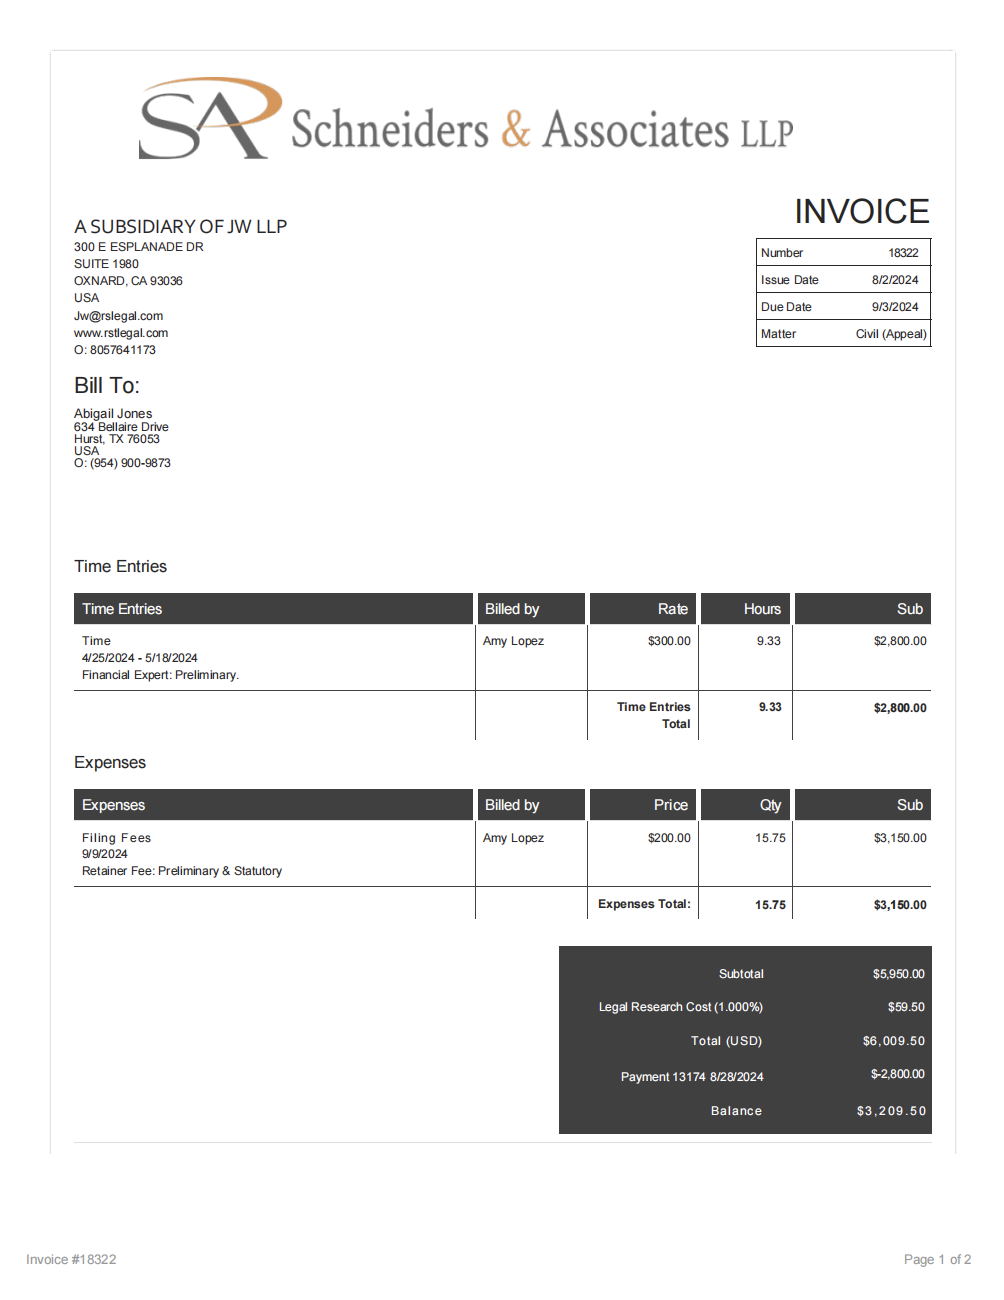 SA Schneiders & Associates LLP
INVOICE
A SUBSIDIARY OF JW LLP
300 E ESPLANADE DR
SUITE 1980
OXNARD, CA 93036
USA
Jw@rslegal.com
www.rstlegal.com
O: 8057641173
Number 18322
Issue Date 8/2/2024
Due Date 9/3/2024
Matter Civil (Appeal)
Bill To:
Abigail Jones
634 Bellaire Drive
Hurst, TX 76053
USA
O: (954) 900-9873
Time Entries
Time Entries Billed by Rate Hours Sub
Time Amy Lopez $300.00 9.33 $2,800.00
4/25/2024 - 5/18/2024
Financial Expert: Preliminary.
Time Entries 9.33 $2,800.00
Total
Expenses
Expenses Billed by Price Qty Sub
Filing Fees Amy Lopez $200.00 15.75 $3,150.00
9/9/2024
Retainer Fee: Preliminary & Statutory
Expenses Total: 15.75 $3,150.00
Subtotal $5,950.00
Legal Research Cost (1.000%) $59.50
Total (USD) $6,009.50
Payment 13174 8/28/2024 $-2,800.00
Balance $3,209.50
Invoice #18322 Page 1 of 2